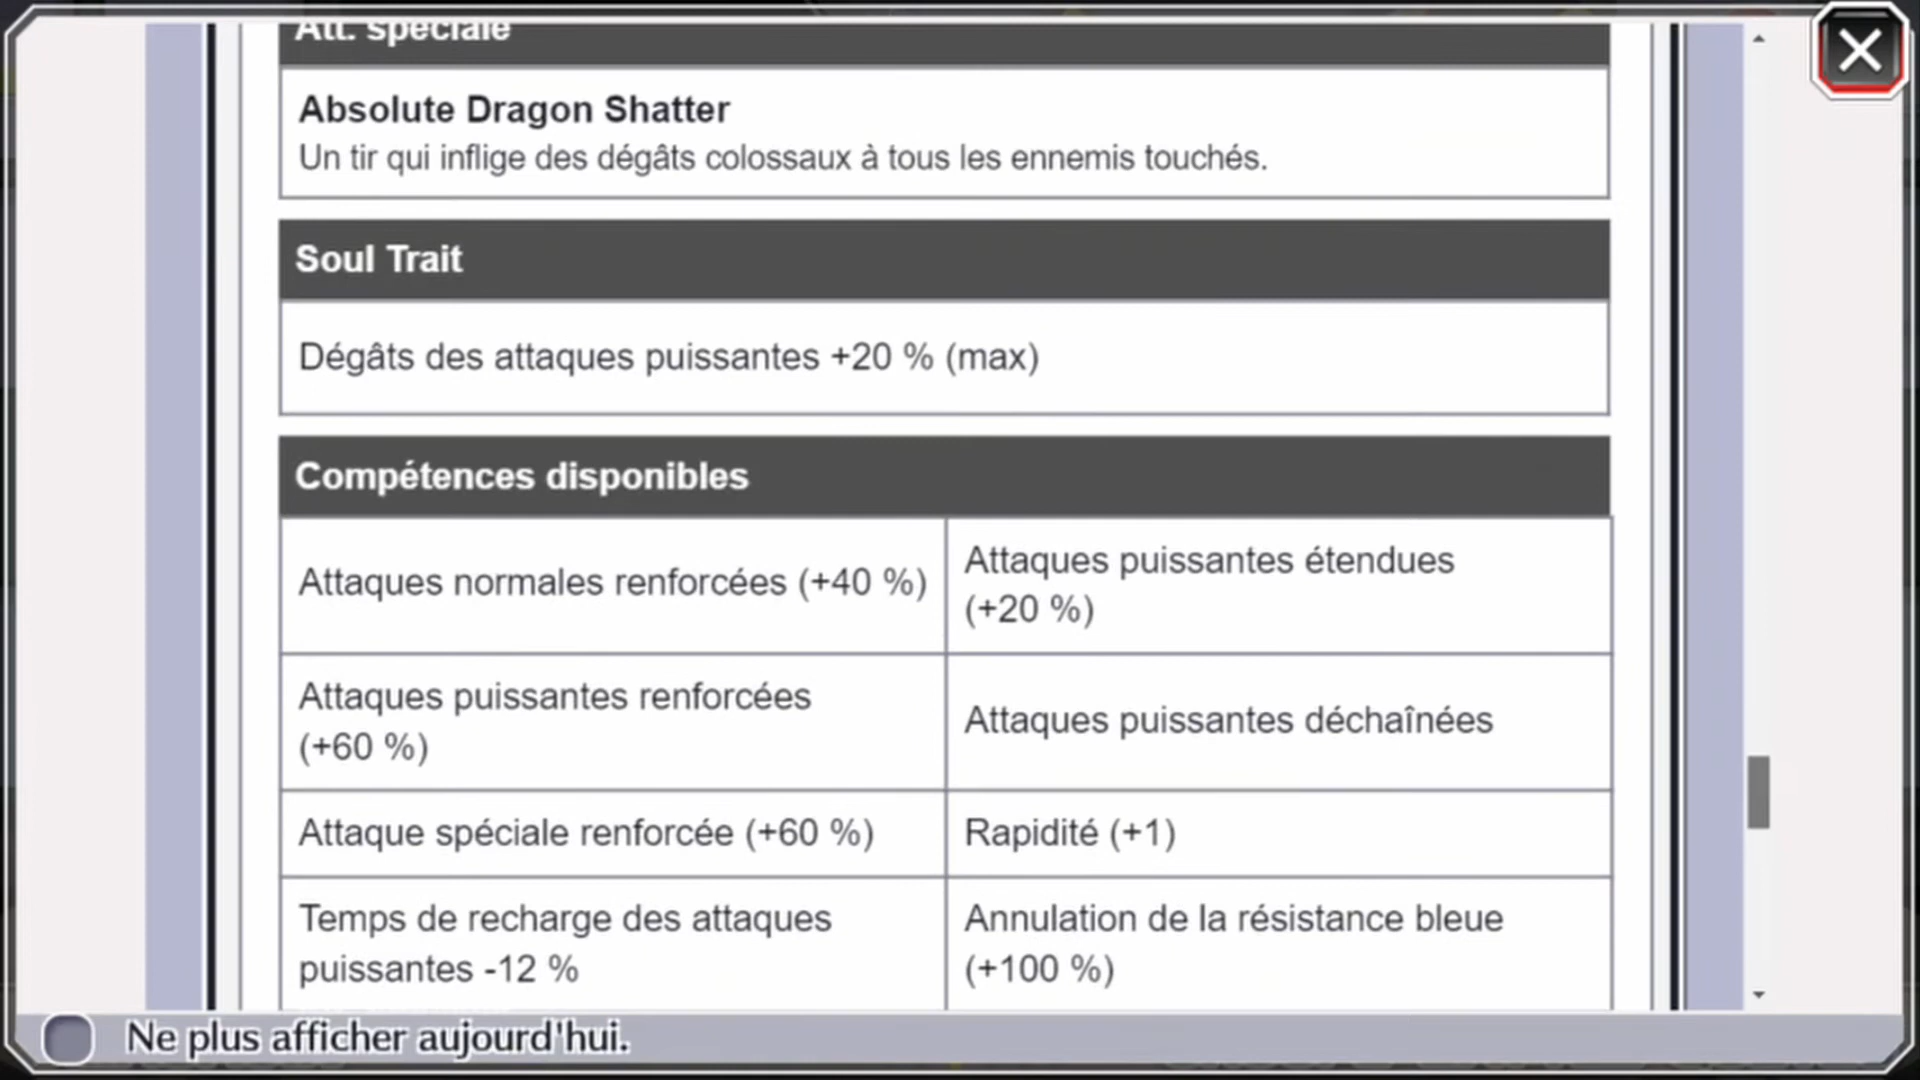 Att. spéciale
Absolute Dragon Shatter
Un tir qui inflige des dégâts colossaux à tous les ennemis touchés.
Soul Trait
Dégâts des attaques puissantes +20 % (max)
Compétences disponibles
Attaques normales renforcées (+40 %)
Attaques puissantes étendues
(+20 %)
Attaques puissantes renforcées
(+60 %)
Attaques puissantes déchaînées
Attaque spéciale renforcée (+60 %)
Rapidité (+1)
Temps de recharge des attaques
puissantes -12 %
Annulation de la résistance bleue
(+100 %)
Ne plus afficher aujourd'hui.